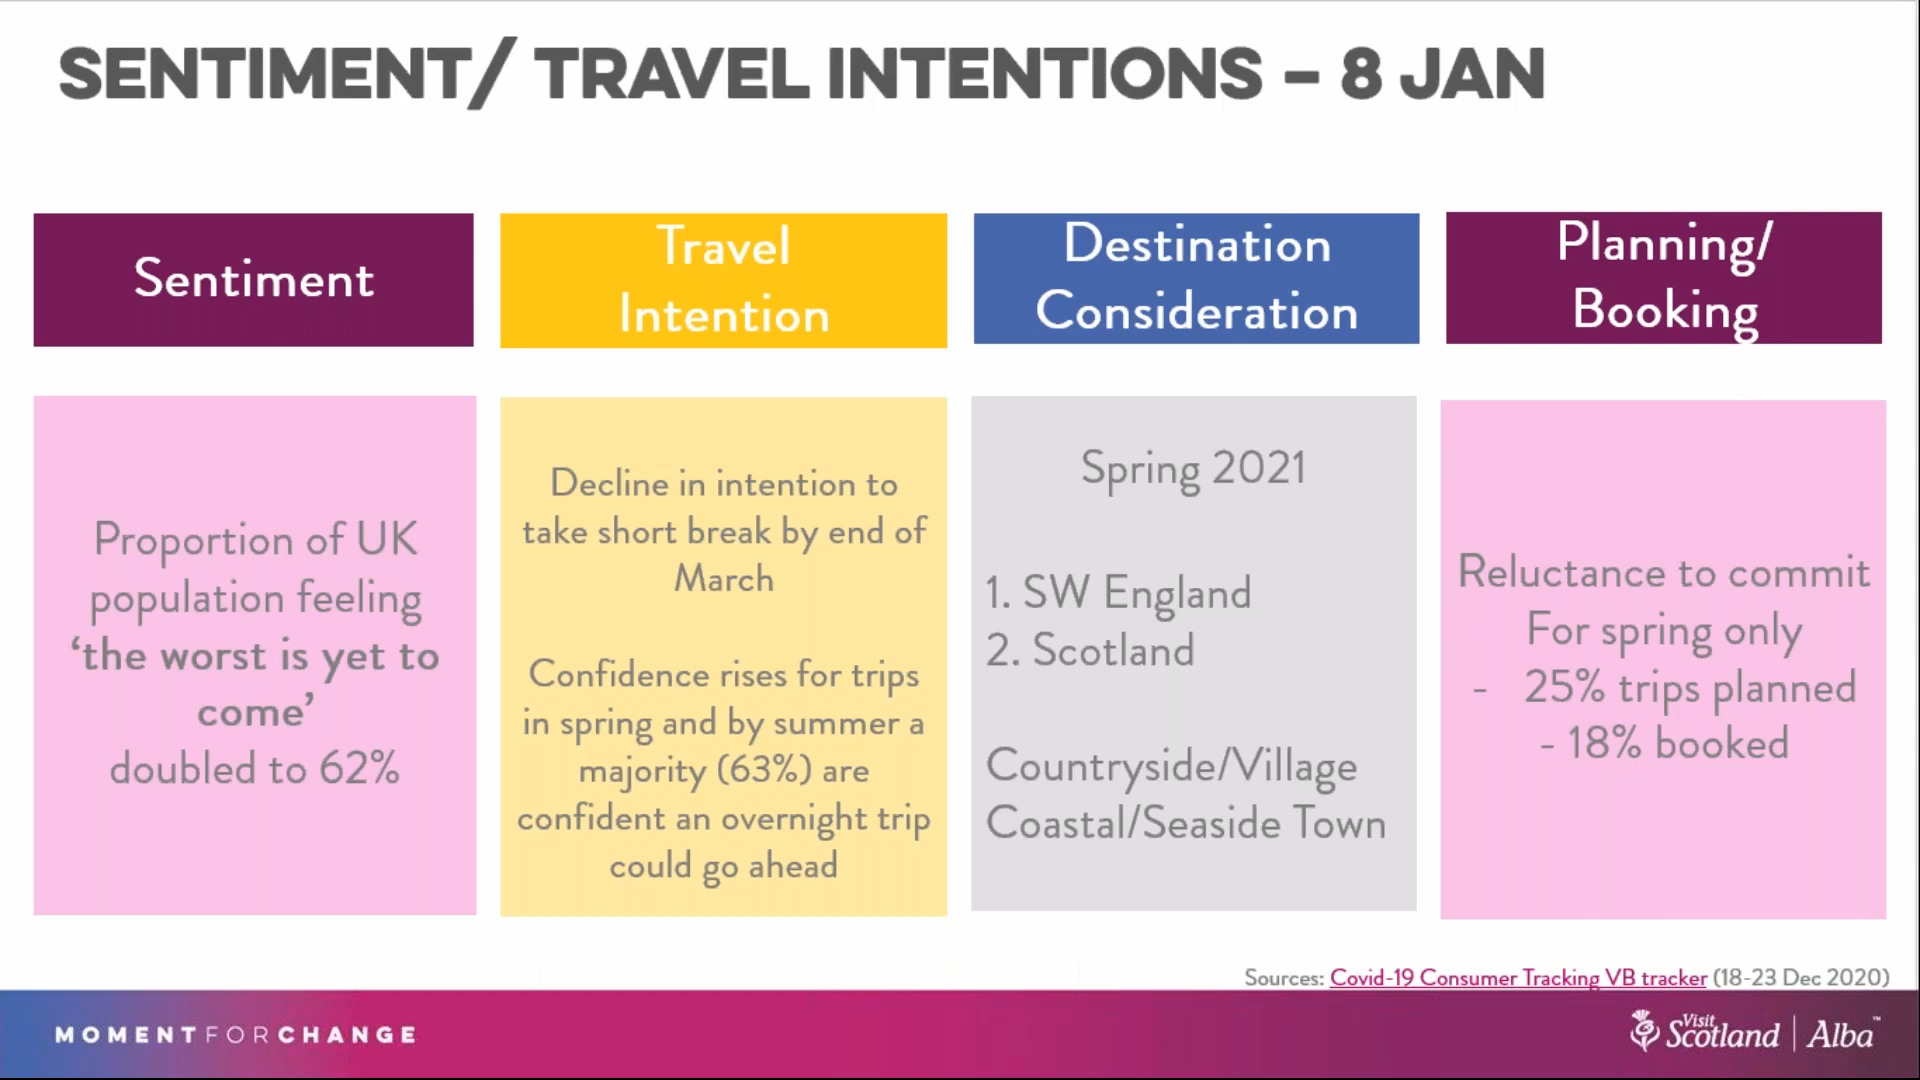 SENTIMENT/ TRAVEL INTENTIONS – 8 JAN
Sentiment
Proportion of UK
population feeling
‘the worst is yet to
come’
doubled to 62%
Travel
Intention
Decline in intention to
take short break by end of
March
Confidence rises for trips
in spring and by summer a
majority (63%) are
confident an overnight trip
could go ahead
Destination
Consideration
Spring 2021
1. SW England
2. Scotland
Countryside/Village
Coastal/Seaside Town
Planning/
Booking
Reluctance to commit
For spring only
- 25% trips planned
- 18% booked
Sources: Covid-19 Consumer Tracking VB tracker (18-23 Dec 2020)
MOMENTFORCHANGE
Visit
Scotland | Alba™